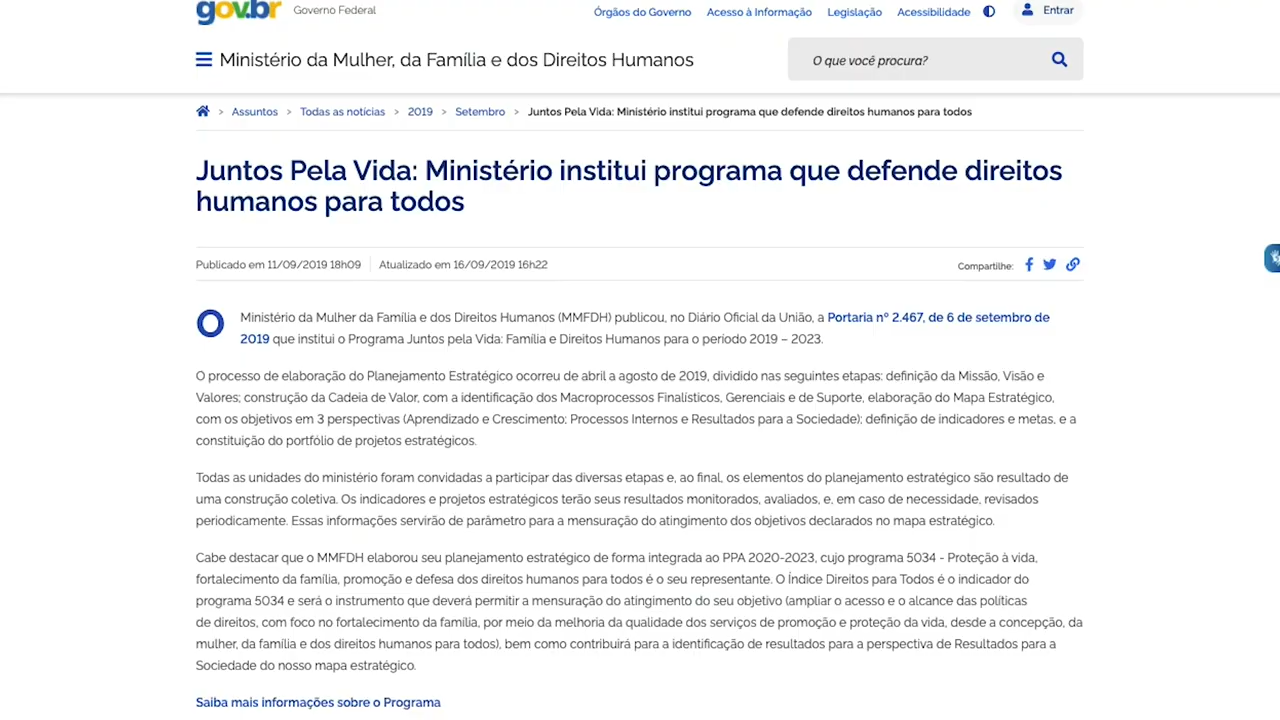 gov.br Governo Federal Órgãos do Governo Acesso à Informação Legislação Acessibilidade Entrar
Ministério da Mulher, da Família e dos Direitos Humanos O que você procura?
Assuntos > Todas as notícias > 2019 > Setembro > Juntos Pela Vida: Ministério institui programa que defende direitos humanos para todos
Juntos Pela Vida: Ministério institui programa que defende direitos
humanos para todos
Publicado em 11/09/2019 18h09 Atualizado em 16/09/2019 16h22 Compartilhe:
O Ministério da Mulher da Família e dos Direitos Humanos (MMFDH) publicou, no Diário Oficial da União, a Portaria nº 2.467, de 6 de setembro de
2019 que institui o Programa Juntos pela Vida: Família e Direitos Humanos para o período 2019 – 2023.
O processo de elaboração do Planejamento Estratégico ocorreu de abril a agosto de 2019, dividido nas seguintes etapas: definição da Missão, Visão e
Valores; construção da Cadeia de Valor, com a identificação dos Macroprocessos Finalísticos, Gerenciais e de Suporte, elaboração do Mapa Estratégico,
com os objetivos em 3 perspectivas (Aprendizado e Crescimento; Processos Internos e Resultados para a Sociedade); definição de indicadores e metas, e a
constituição do portfólio de projetos estratégicos.
Todas as unidades do ministério foram convidadas a participar das diversas etapas e, ao final, os elementos do planejamento estratégico são resultado de
uma construção coletiva. Os indicadores e projetos estratégicos terão seus resultados monitorados, avaliados, e, em caso de necessidade, revisados
periodicamente. Essas informações servirão de parâmetro para a mensuração do atingimento dos objetivos declarados no mapa estratégico.
Cabe destacar que o MMFDH elaborou seu planejamento estratégico de forma integrada ao PPA 2020-2023, cujo programa 5034 - Proteção à vida,
fortalecimento da família, promoção e defesa dos direitos humanos para todos é o seu representante. O Índice Direitos para Todos é o indicador do
programa 5034 e será o instrumento que deverá permitir a mensuração do atingimento do seu objetivo (ampliar o acesso e o alcance das políticas
de direitos, com foco no fortalecimento da família, por meio da melhoria da qualidade dos serviços de promoção e proteção da vida, desde a concepção, da
mulher, da família e dos direitos humanos para todos), bem como contribuirá para a identificação de resultados para a perspectiva de Resultados para a
Sociedade do nosso mapa estratégico.
Saiba mais informações sobre o Programa